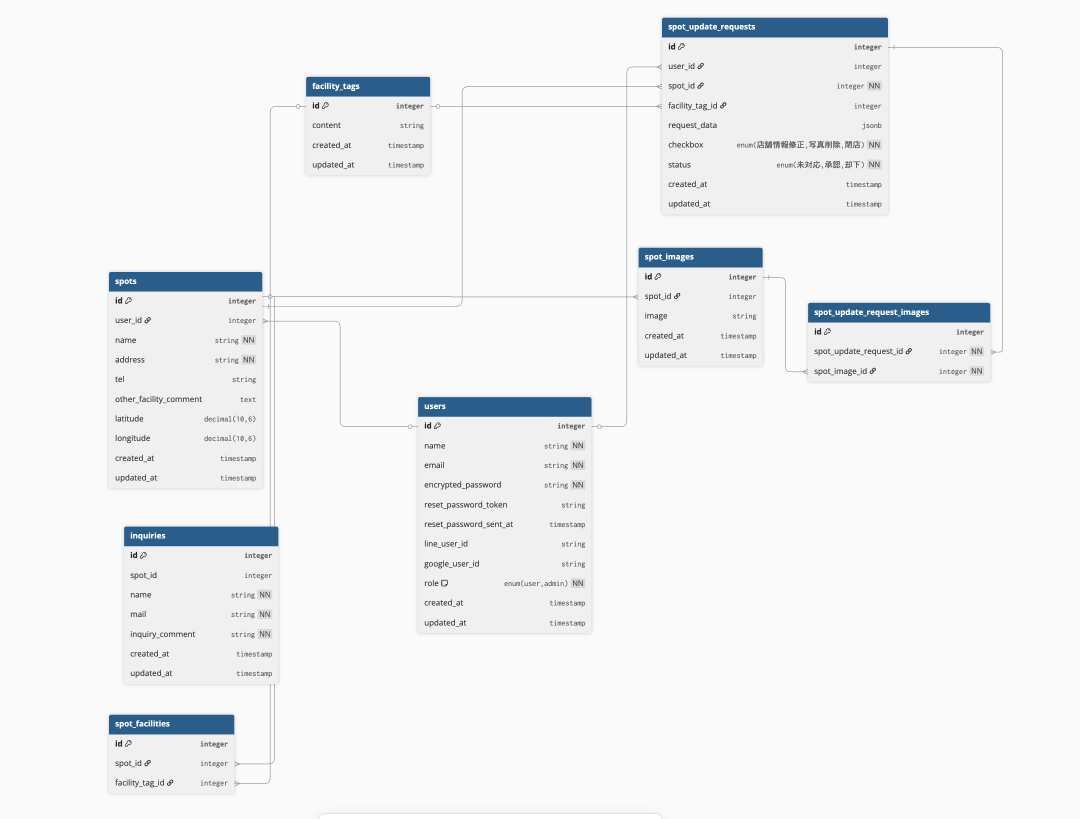 spot_update_requests
id integer
user_id integer
spot_id integer NN
facility_tag_id integer
request_data jsonb
checkbox enum(店舗情報修正,写真削除,閉店) NN
status enum(未対応,承認,却下) NN
created_at timestamp
updated_at timestamp
facility_tags
id integer
content string
created_at timestamp
updated_at timestamp
spot_images
id integer
spot_id integer
image string
created_at timestamp
updated_at timestamp
spots
id integer
user_id integer
name string NN
address string NN
tel string
other_facility_comment text
latitude decimal(10,6)
longitude decimal(10,6)
created_at timestamp
updated_at timestamp
spot_update_request_images
id integer
spot_update_request_id integer NN
spot_image_id integer NN
users
id integer
name string NN
email string NN
encrypted_password string NN
reset_password_token string
reset_password_sent_at timestamp
line_user_id string
google_user_id string
role enum(user,admin) NN
created_at timestamp
updated_at timestamp
inquiries
id integer
spot_id integer
name string NN
mail string NN
inquiry_comment string NN
created_at timestamp
updated_at timestamp
spot_facilities
id integer
spot_id integer
facility_tag_id integer